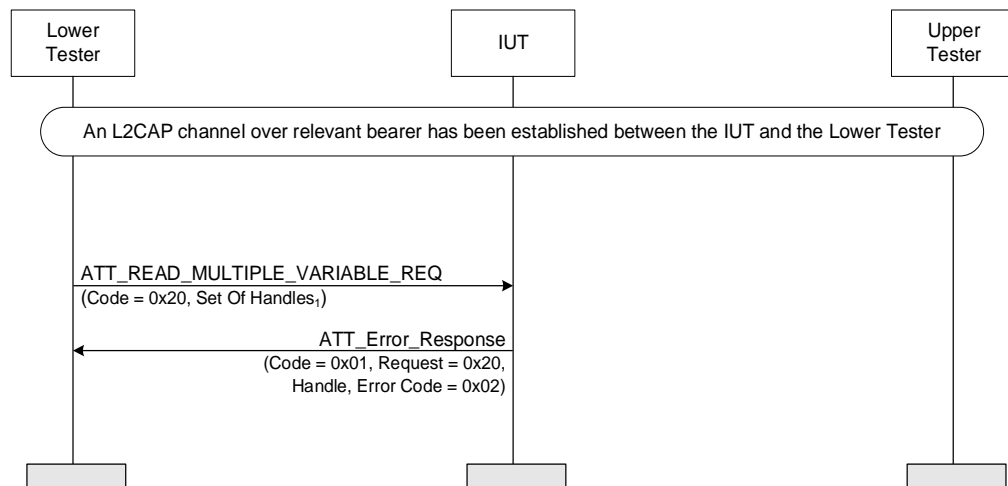 Lower
Tester
IUT
Upper
Tester
An L2CAP channel over relevant bearer has been established between the IUT and the Lower Tester
ATT_READ_MULTIPLE_VARIABLE_REQ
(Code = 0x20, Set Of Handles₁)
ATT_Error_Response
(Code = 0x01, Request = 0x20,
Handle, Error Code = 0x02)